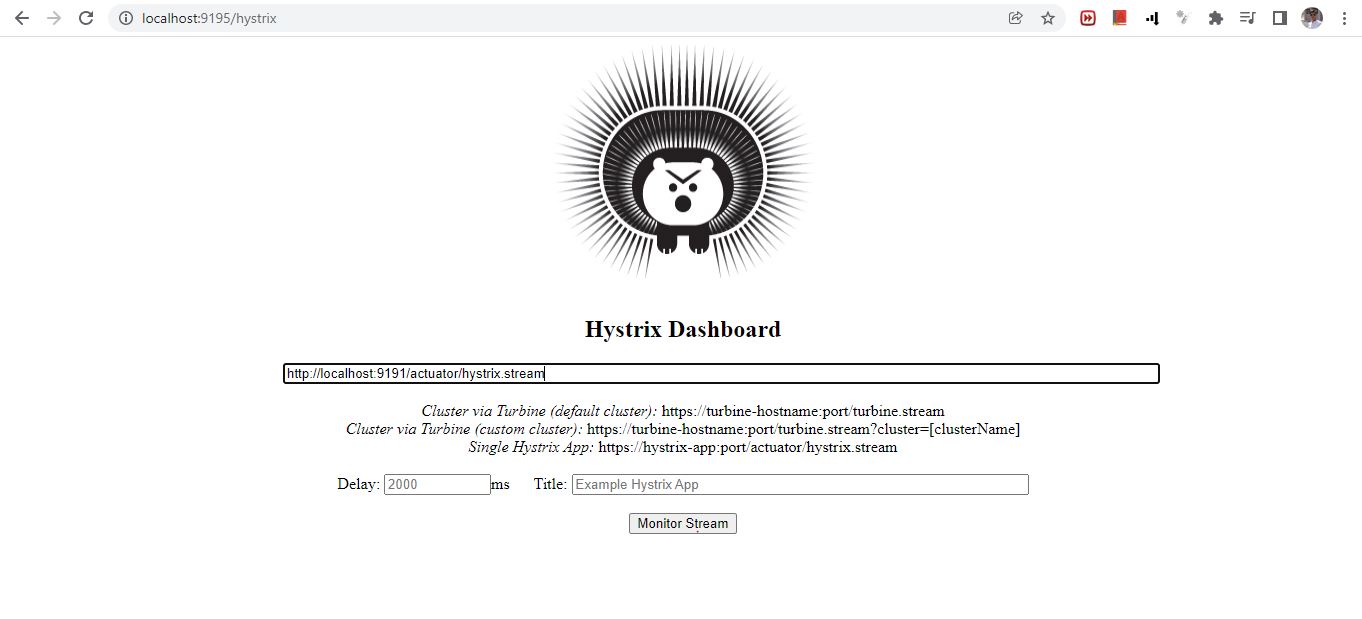 localhost:9195/hystrix
Hystrix Dashboard
http://localhost:9191/actuator/hystrix.stream
Cluster via Turbine (default cluster): https://turbine-hostname:port/turbine.stream
Cluster via Turbine (custom cluster): https://turbine-hostname:port/turbine.stream?cluster=[clusterName]
Single Hystrix App: https://hystrix-app:port/actuator/hystrix.stream
Delay: 2000 ms Title: Example Hystrix App
Monitor Stream